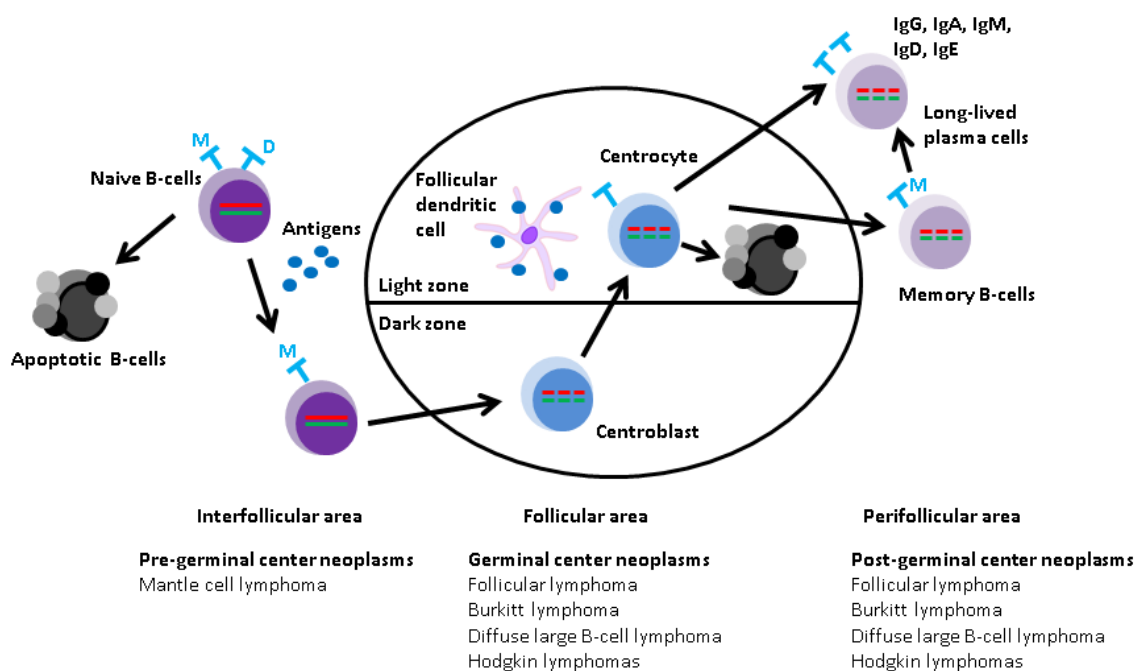 IgG, IgA, IgM,
IgD, IgE
Long-lived
plasma cells
M
D
Naive B-cells
Antigens
Apoptotic B-cells
M
Follicular
dendritic
cell
Centrocyte
Light zone
Dark zone
Centroblast
M
Memory B-cells
Interfollicular area
Follicular area
Perifollicular area
Pre-germinal center neoplasms
Mantle cell lymphoma
Germinal center neoplasms
Follicular lymphoma
Burkitt lymphoma
Diffuse large B-cell lymphoma
Hodgkin lymphomas
Post-germinal center neoplasms
Follicular lymphoma
Burkitt lymphoma
Diffuse large B-cell lymphoma
Hodgkin lymphomas